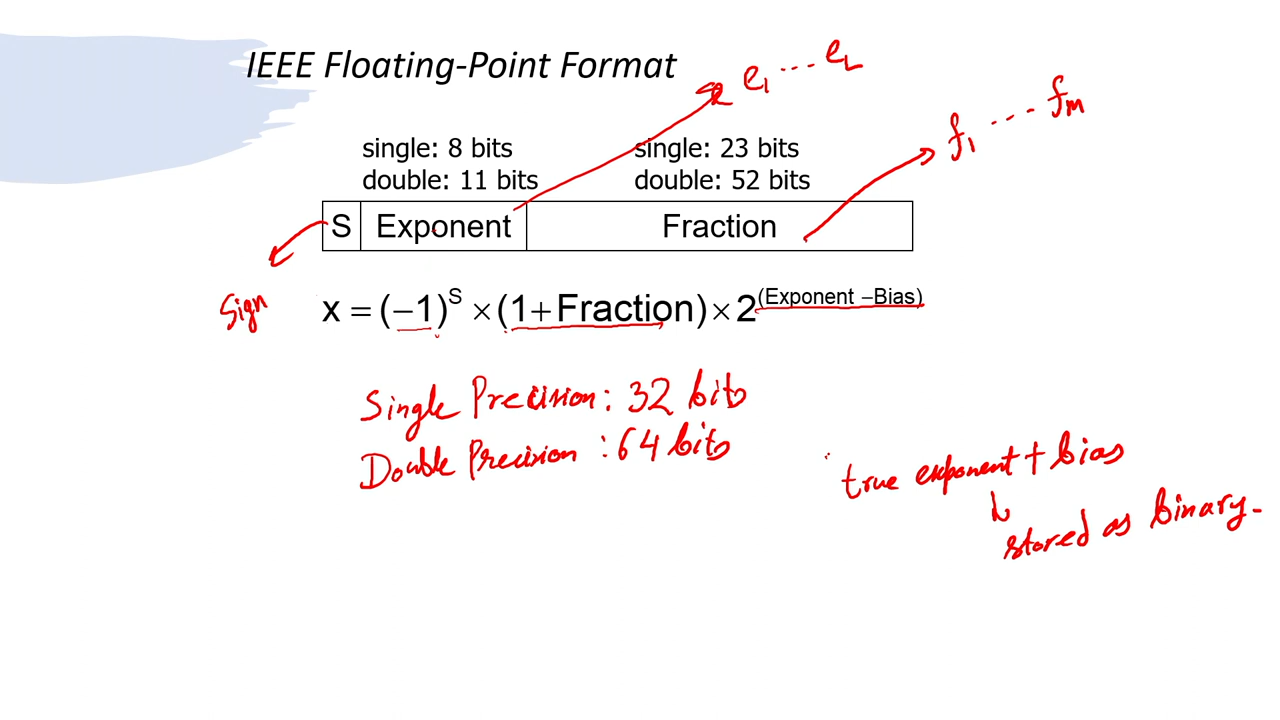 IEEE Floating-Point Format
e1 ... eL
f1 ... fm
single: 8 bits
double: 11 bits
single: 23 bits
double: 52 bits
S Exponent Fraction
Sign
x = (−1)^S × (1+Fraction) × 2^(Exponent −Bias)
Single Precision: 32 bits
Double Precision : 64 bits
true exponent + bias
stored as binary.